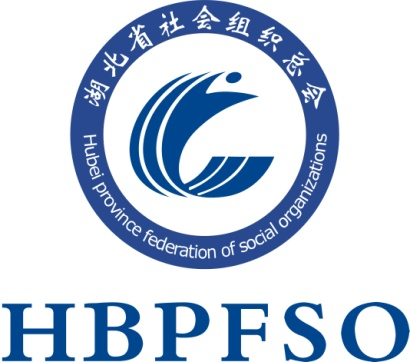 湖北省社会组织总会
Hubei province federation of social organizations
HBPFSO